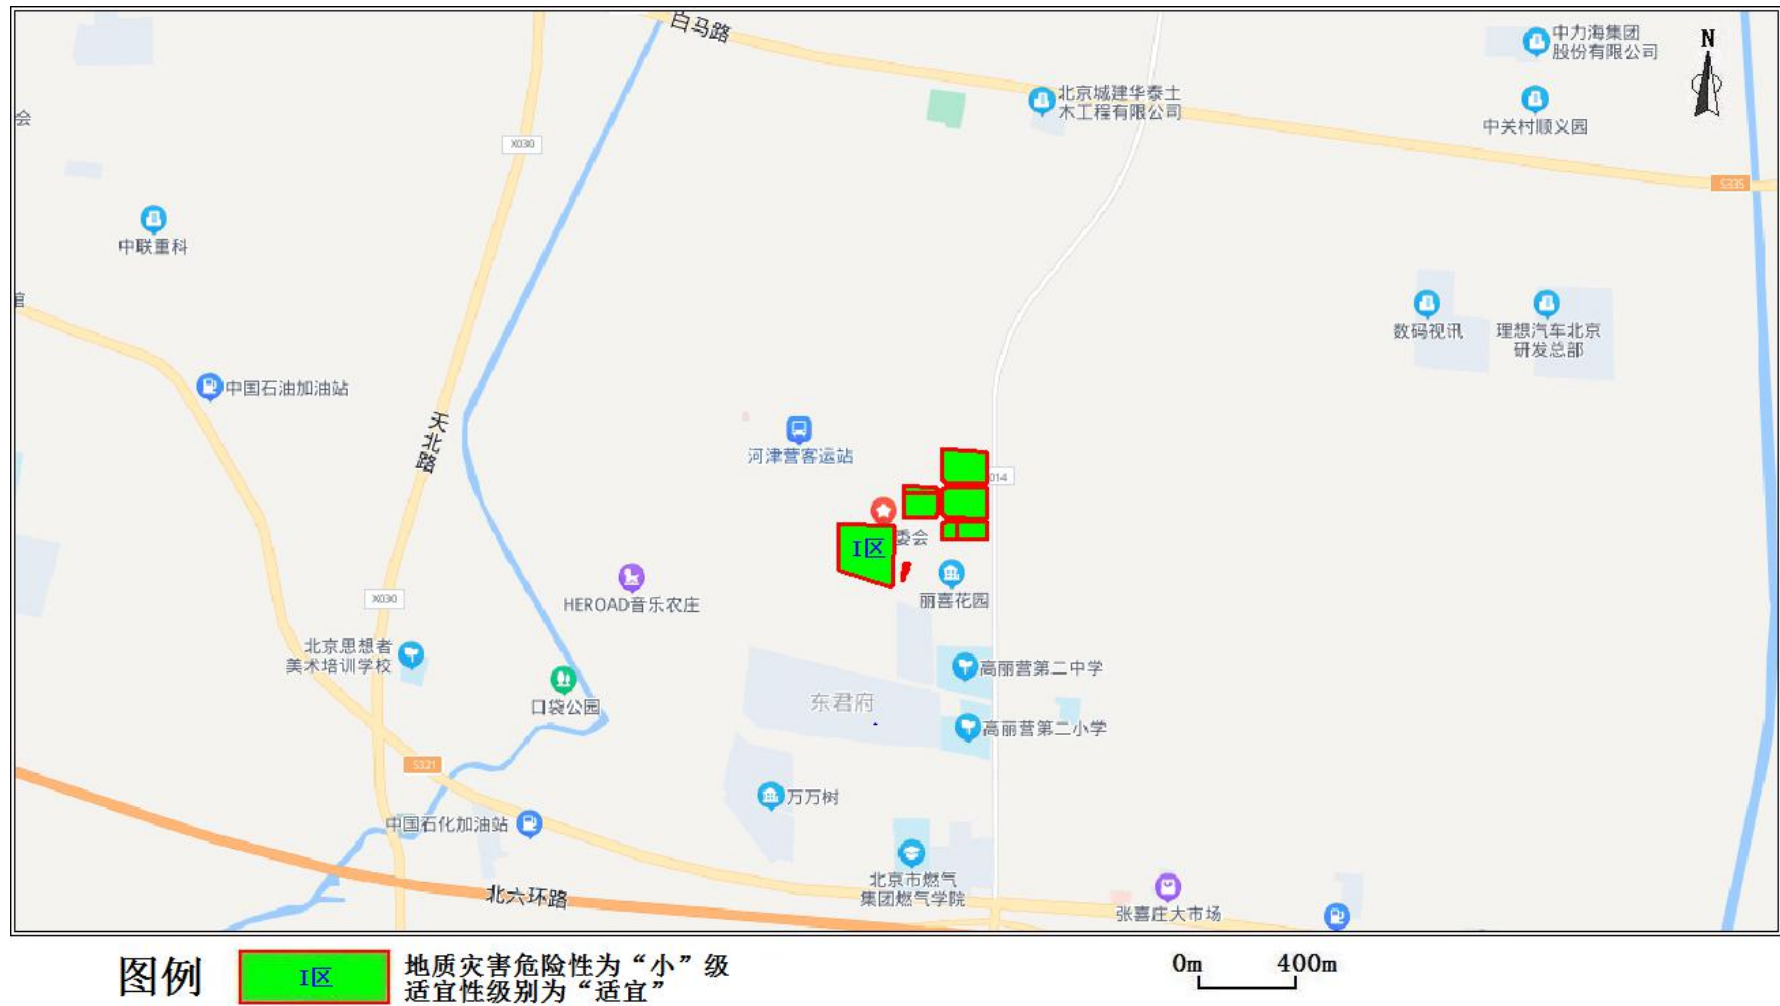 白马路
中力海集团
股份有限公司
N
北京城建华泰土
木工程有限公司
中关村顺义园
会
X030
S335
中联重科
数码视讯
理想汽车北京
研发总部
中国石油加油站
天北路
河津营客运站
014
委会
I区
HEROAD音乐农庄
丽喜花园
X030
北京思想者
美术培训学校
高丽营第二中学
口袋公园
东君府
高丽营第二小学
S321
万万树
中国石化加油站
北京市燃气
集团燃气学院
北六环路
张喜庄大市场
图例
I区
地质灾害危险性为“小”级
适宜性级别为“适宜”
0m
400m